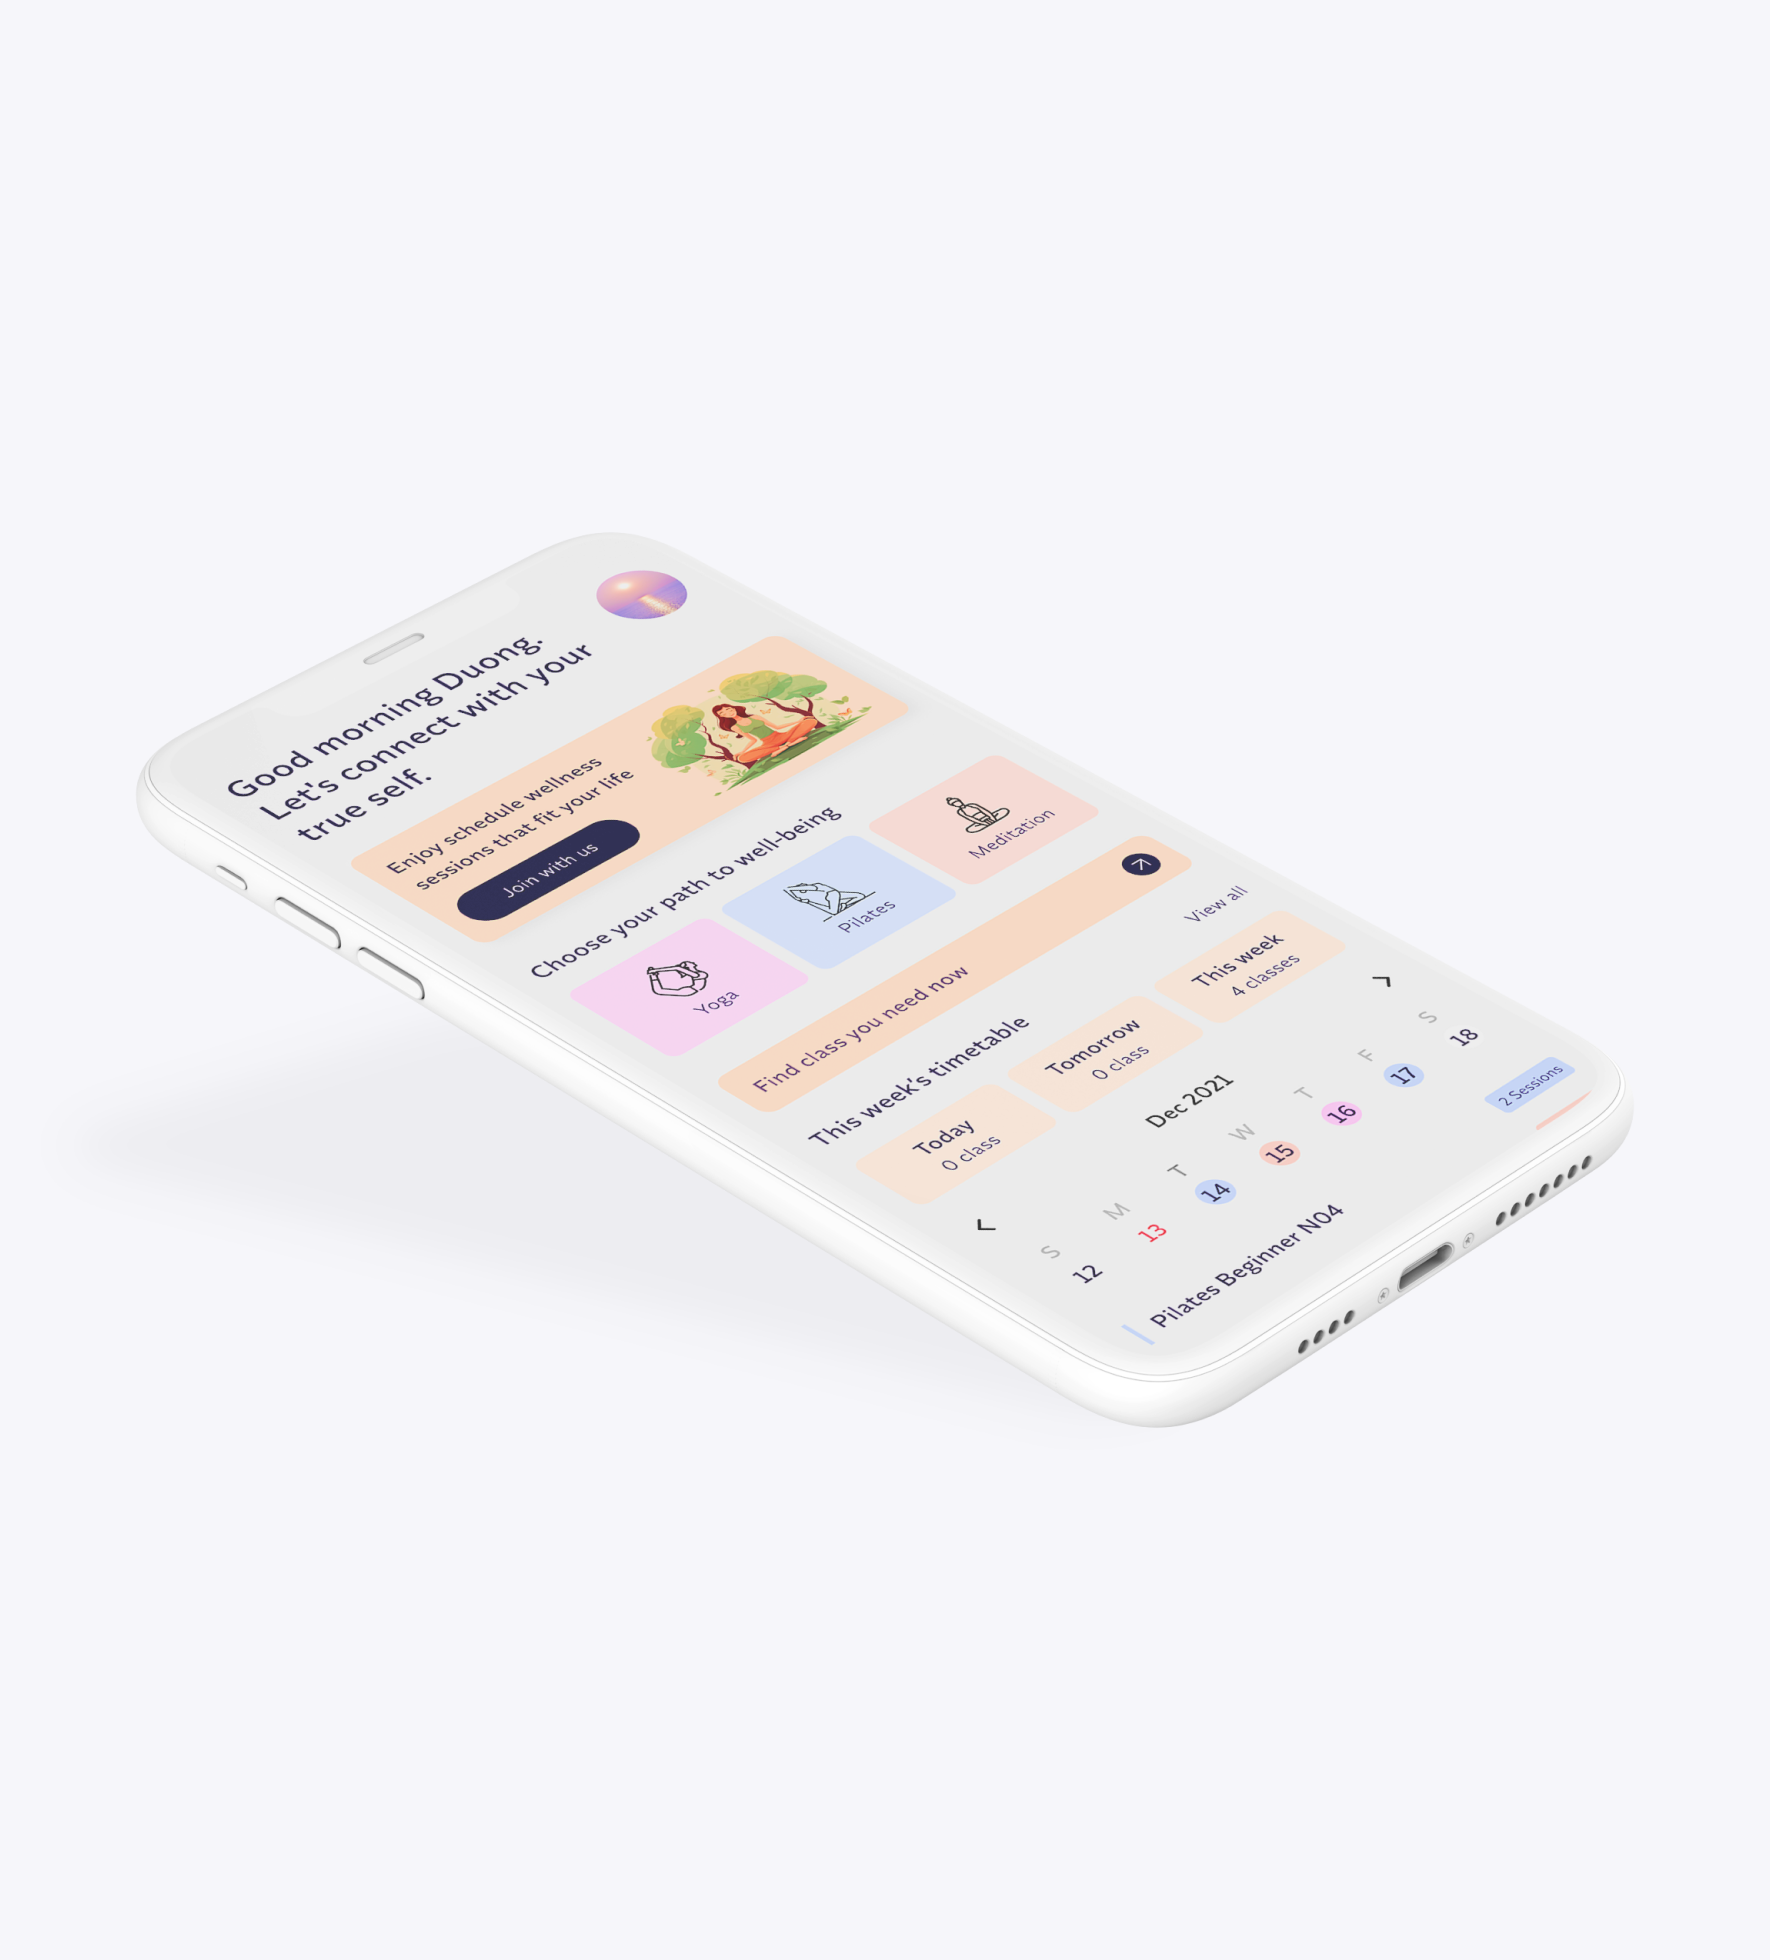 Good morning Duong.
Let's connect with your
true self.
Enjoy schedule wellness
sessions that fit your life
Join with us
Choose your path to well-being
Yoga
Pilates
Meditation
Find class you need now
This week's timetable
View all
Today
0 class
Tomorrow
0 class
This week
4 classes
Dec 2021
S M T W T F S
12 13 14 15 16 17 18
Pilates Beginner N04
2 Sessions